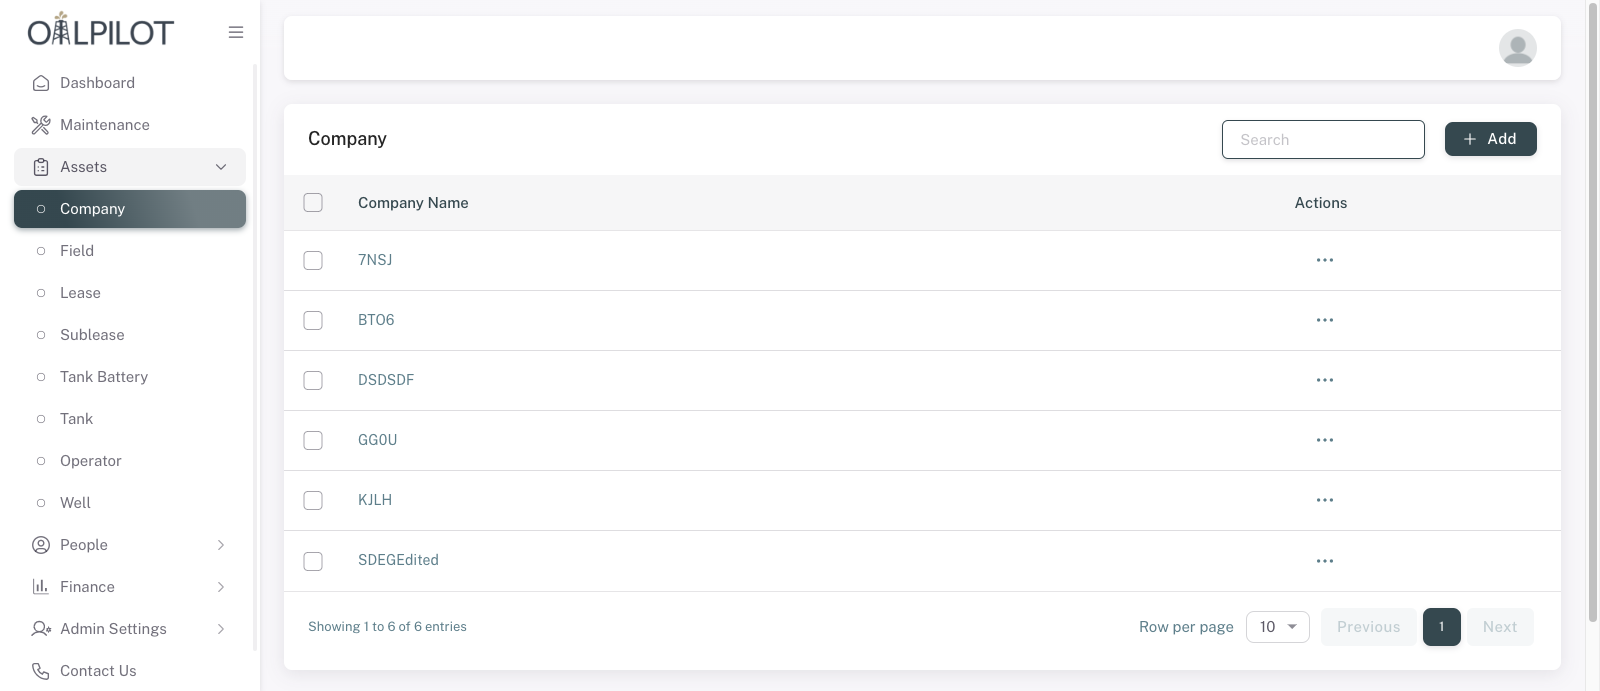 OILPILOT
Dashboard
Maintenance
Assets
Company
Field
Lease
Sublease
Tank Battery
Tank
Operator
Well
People
Finance
Admin Settings
Contact Us
Company
Search
Add
Company Name Actions
7NSJ
BTO6
DSDSDF
GG0U
KJLH
SDEGEdited
Showing 1 to 6 of 6 entries
Row per page 10 Previous 1 Next